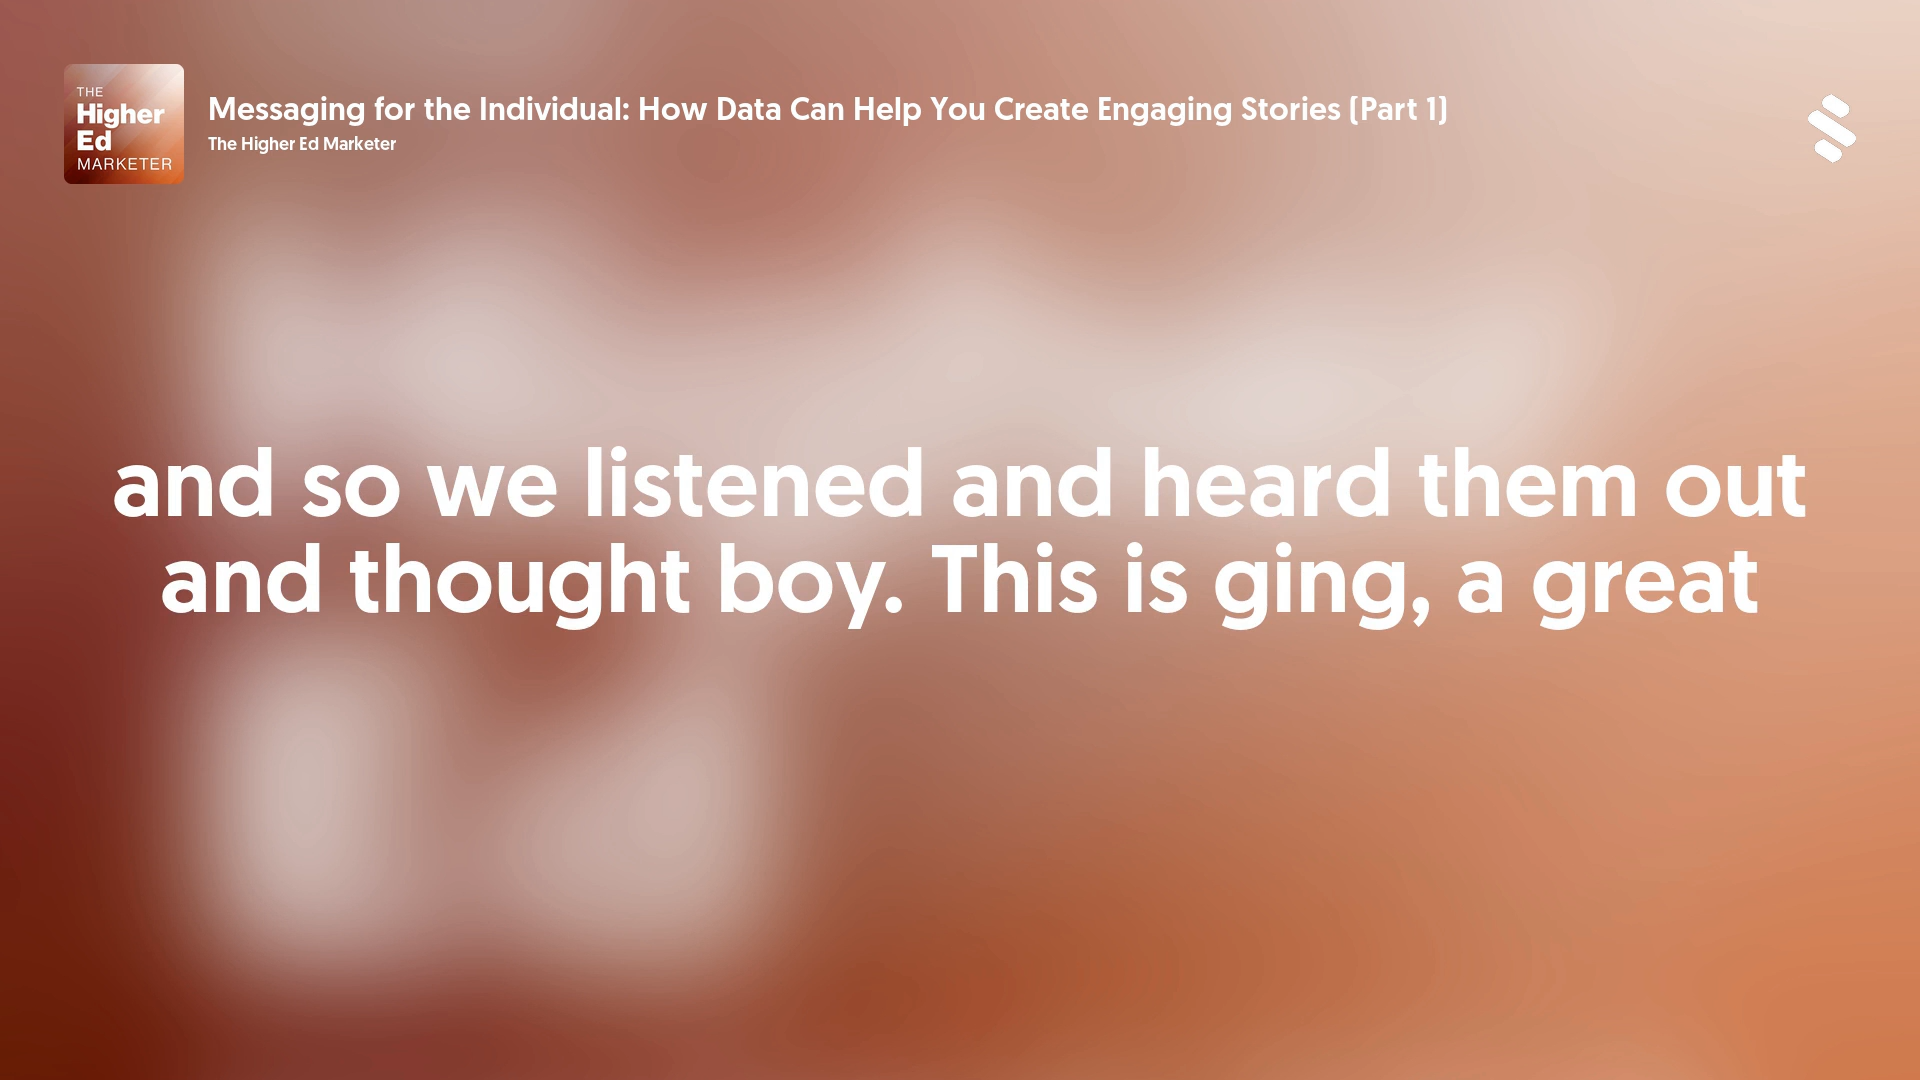 THE
Higher
Ed
MARKETER
Messaging for the Individual: How Data Can Help You Create Engaging Stories (Part 1)
The Higher Ed Marketer
and so we listened and heard them out
and thought boy. This is ging, a great